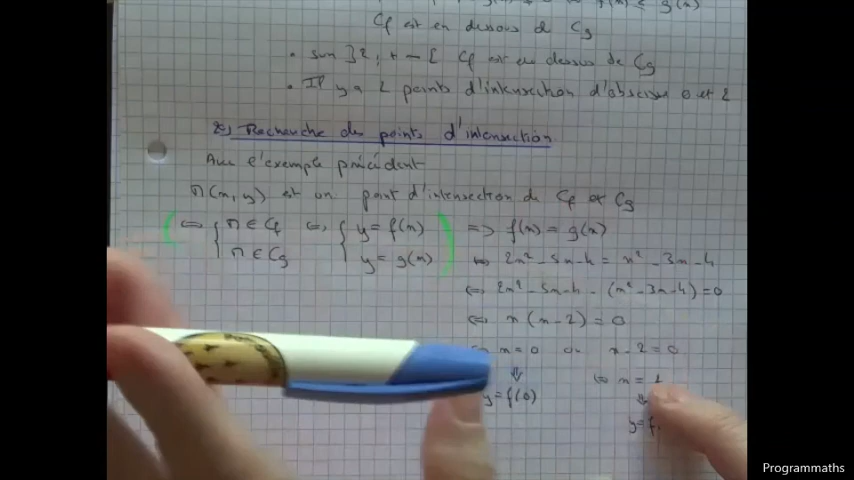 Cf est en dessous de Cg
• sur ]2 ; + ∞ [ Cf est en dessus de Cg
• Il y a 2 points d'intersection d'abscisses 0 et 2
2) Recherche des points d'intersection
Avec l'exemple précédent
M(x, y) est un point d'intersection de Cf et Cg
(⇔ { M ∈ Cf ⇔ { y = f(x) ) ⇒ f(x) = g(x)
M ∈ Cg y = g(x) ⇔ 2x² - 5x - 4 = x² - 3x - 4
⇔ 2x² - 5x - 4 - (x² - 3x - 4) = 0
⇔ x(x - 2) = 0
x = 0 ou x - 2 = 0
⇓ ⇔ x =
y = f(0)
y = f
Programmaths